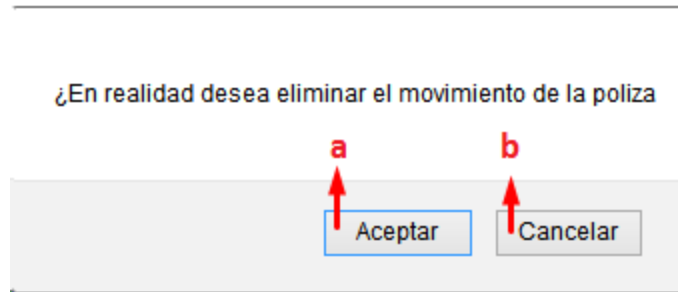 ¿En realidad desea eliminar el movimiento de la poliza
a b
Aceptar Cancelar